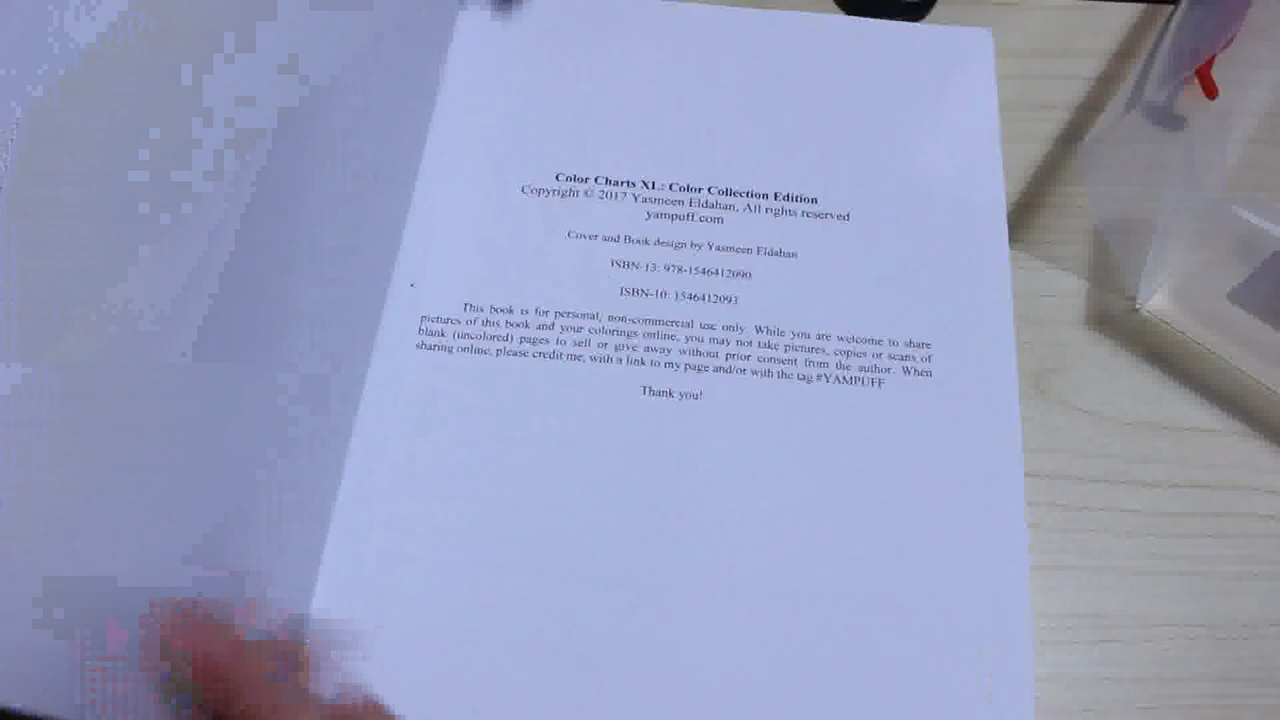 Color Charts XL: Color Collection Edition
Copyright © 2017 Yasmeen Eldahan, All rights reserved
yampuff.com
Cover and Book design by Yasmeen Eldahan
ISBN-13: 978-1546412090
ISBN-10: 1546412093
This book is for personal, non-commercial use only. While you are welcome to share
pictures of this book and your colorings online, you may not take pictures, copies or scans of
blank (uncolored) pages to sell or give away without prior consent from the author. When
sharing online, please credit me, with a link to my page and/or with the tag #YAMPUFF
Thank you!